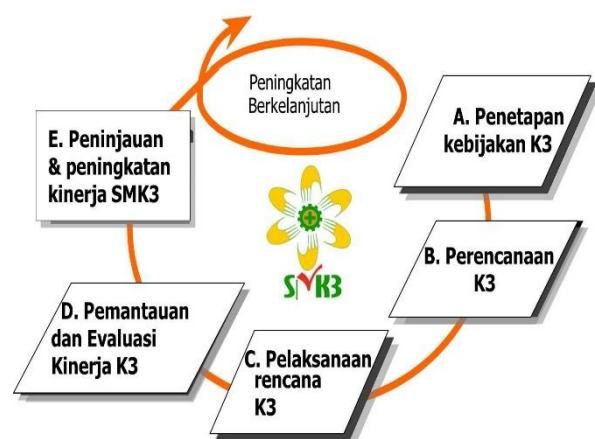 Peningkatan
Berkelanjutan
A. Penetapan
kebijakan K3
B. Perencanaan
K3
C. Pelaksanaan
rencana
K3
D. Pemantauan
dan Evaluasi
Kinerja K3
E. Peninjauan
& peningkatan
kinerja SMK3
SMK3